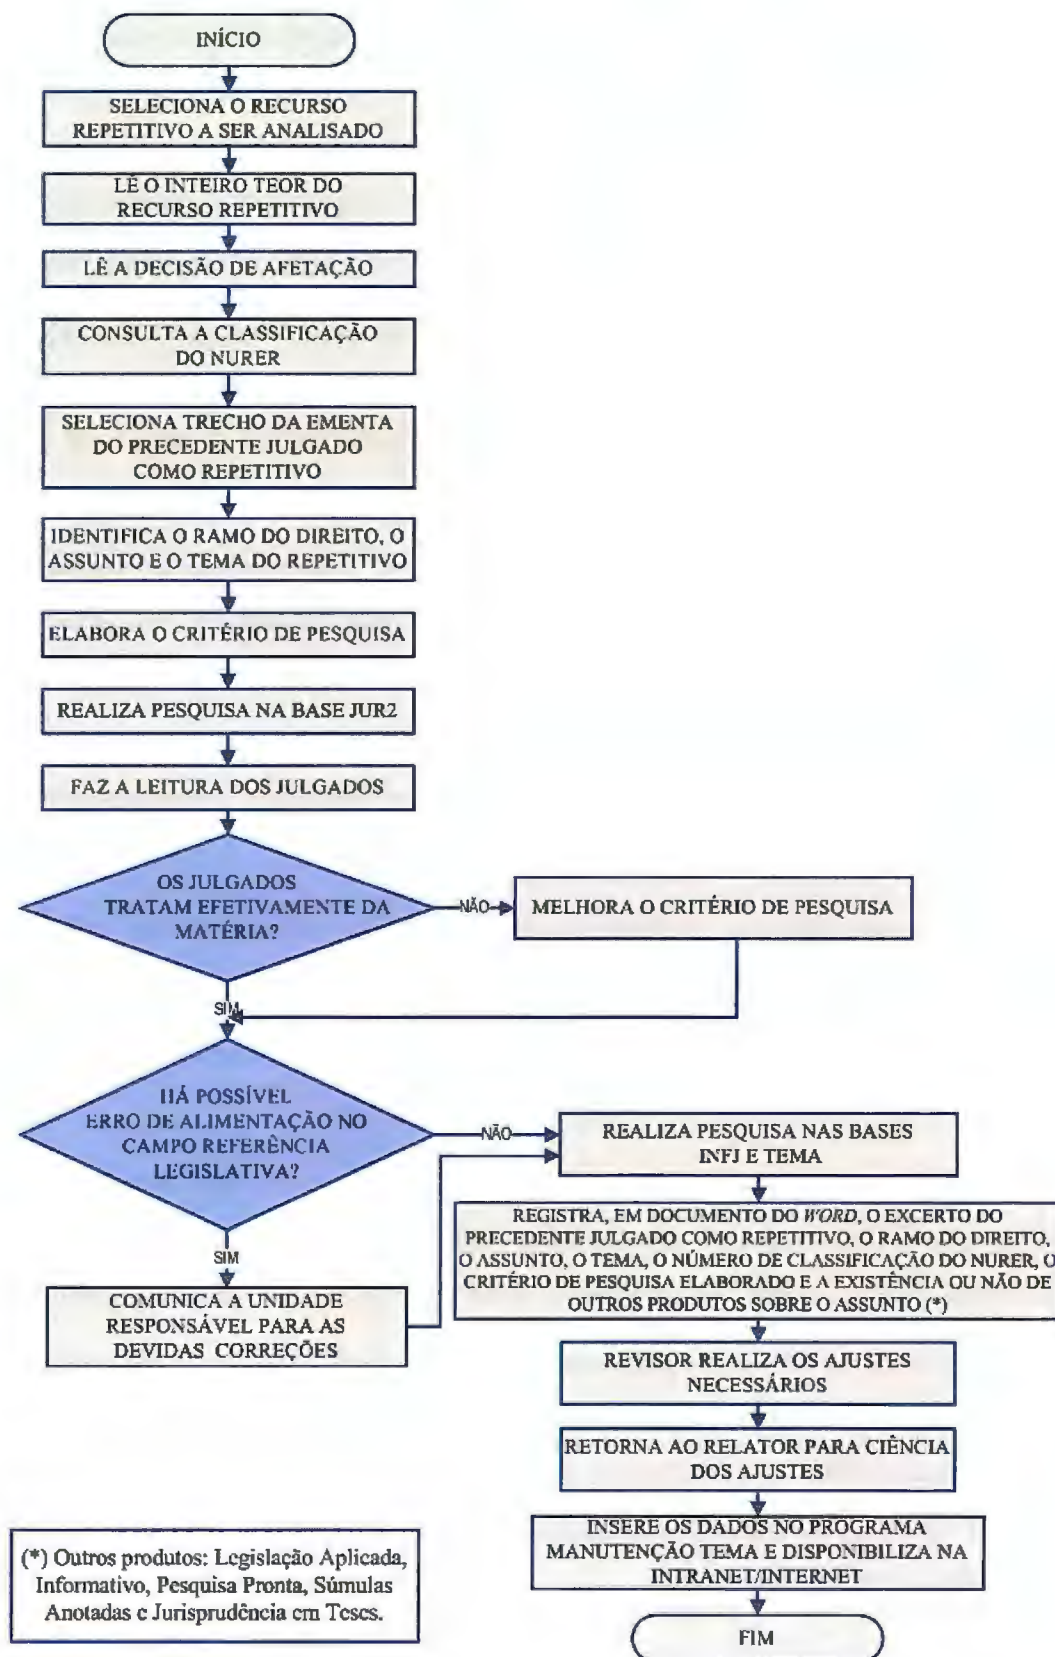 INÍCIO
SELECIONA O RECURSO
REPETITIVO A SER ANALISADO
LÊ O INTEIRO TEOR DO
RECURSO REPETITIVO
LÊ A DECISÃO DE AFETAÇÃO
CONSULTA A CLASSIFICAÇÃO
DO NURER
SELECIONA TRECHO DA EMENTA
DO PRECEDENTE JULGADO
COMO REPETITIVO
IDENTIFICA O RAMO DO DIREITO, O
ASSUNTO E O TEMA DO REPETITIVO
ELABORA O CRITÉRIO DE PESQUISA
REALIZA PESQUISA NA BASE JUR2
FAZ A LEITURA DOS JULGADOS
OS JULGADOS
TRATAM EFETIVAMENTE DA
MATÉRIA?
NÃO
MELHORA O CRITÉRIO DE PESQUISA
SIM
HÁ POSSÍVEL
ERRO DE ALIMENTAÇÃO NO
CAMPO REFERÊNCIA
LEGISLATIVA?
NÃO
REALIZA PESQUISA NAS BASES
INFJ E TEMA
SIM
COMUNICA A UNIDADE
RESPONSÁVEL PARA AS
DEVIDAS CORREÇÕES
REGISTRA, EM DOCUMENTO DO WORD, O EXCERTO DO
PRECEDENTE JULGADO COMO REPETITIVO, O RAMO DO DIREITO,
O ASSUNTO, O TEMA, O NÚMERO DE CLASSIFICAÇÃO DO NURER, O
CRITÉRIO DE PESQUISA ELABORADO E A EXISTÊNCIA OU NÃO DE
OUTROS PRODUTOS SOBRE O ASSUNTO (*)
REVISOR REALIZA OS AJUSTES
NECESSÁRIOS
RETORNA AO RELATOR PARA CIÊNCIA
DOS AJUSTES
INSERE OS DADOS NO PROGRAMA
MANUTENÇÃO TEMA E DISPONIBILIZA NA
INTRANET/INTERNET
FIM
(*) Outros produtos: Legislação Aplicada,
Informativo, Pesquisa Pronta, Súmulas
Anotadas e Jurisprudência em Teses.